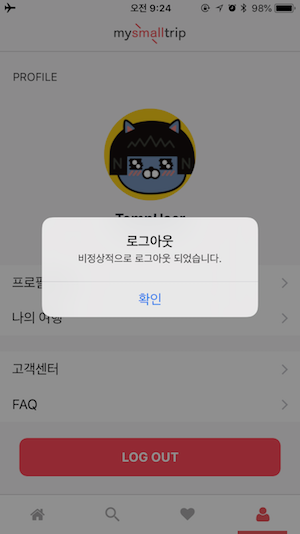 오전 9:24
98%
mysmalltrip
PROFILE
TempUser
로그아웃
비정상적으로 로그아웃 되었습니다.
확인
프로필
나의 여행
고객센터
FAQ
LOG OUT